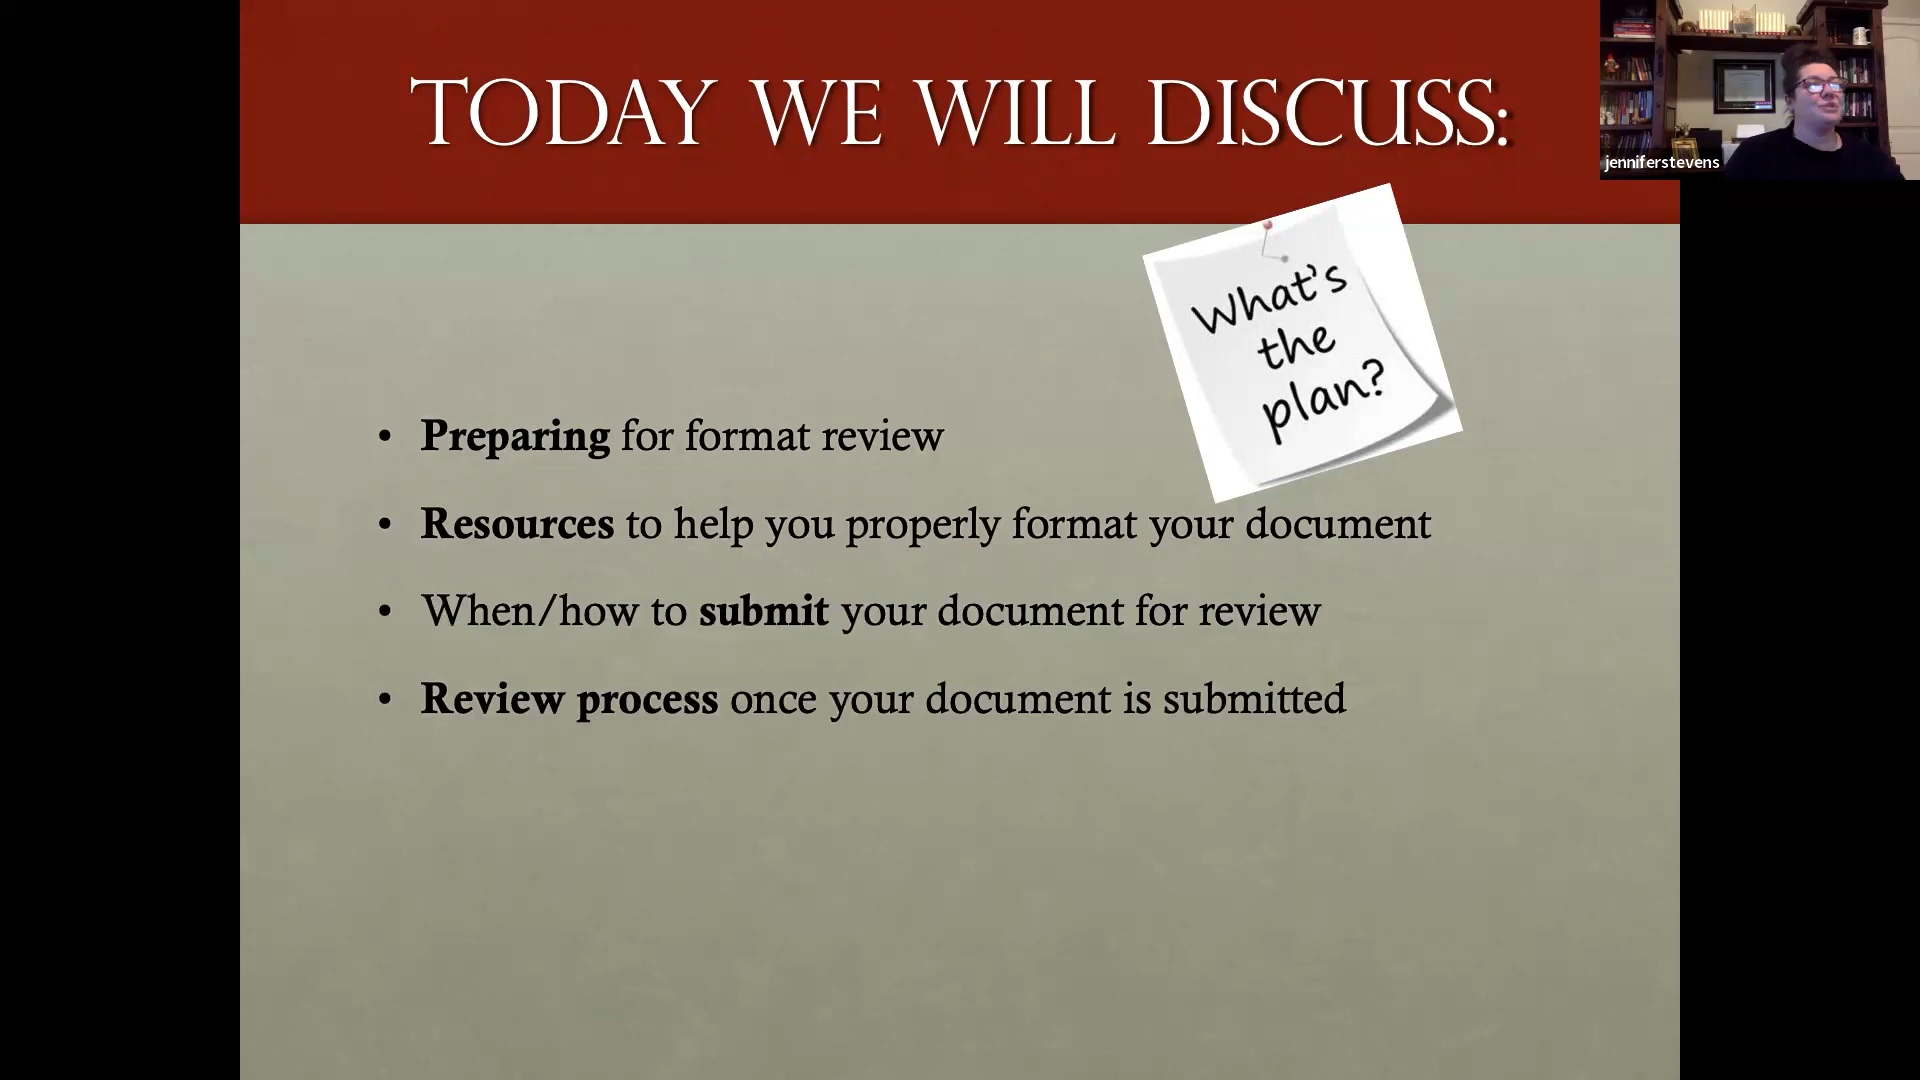 TODAY WE WILL DISCUSS:
jenniferstevens
What's
the
plan?
• Preparing for format review
• Resources to help you properly format your document
• When/how to submit your document for review
• Review process once your document is submitted